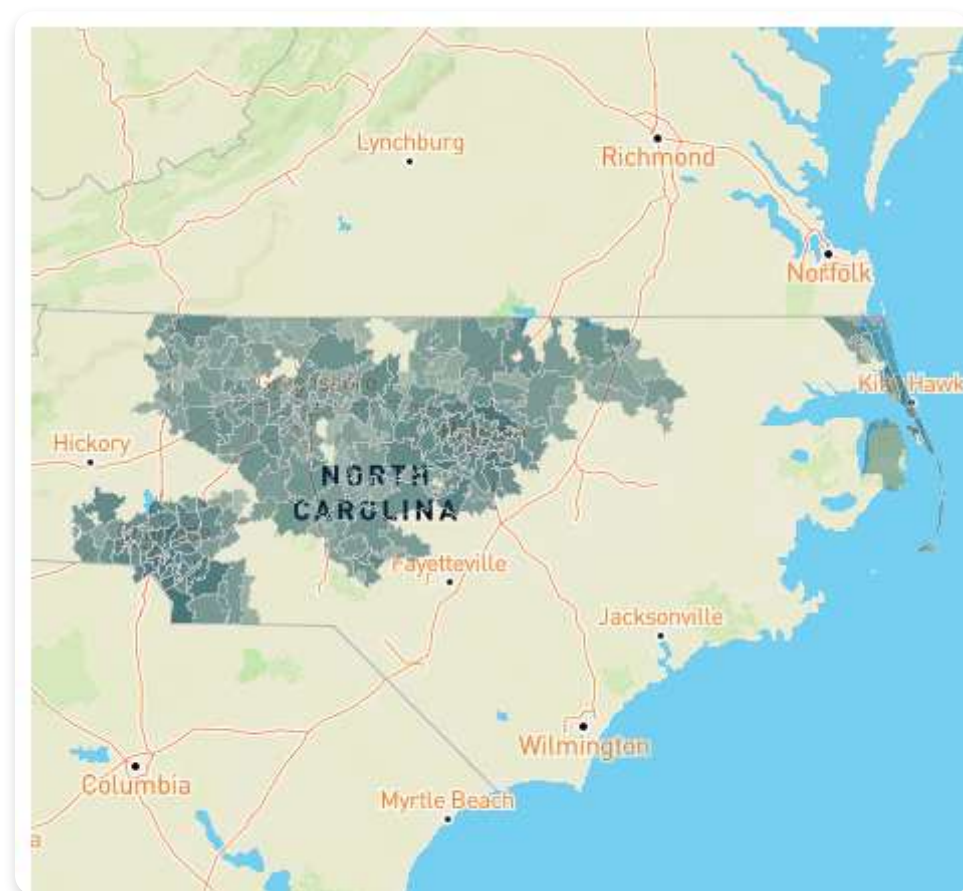 Lynchburg
Richmond
Norfolk
Kitty Hawk
Hickory
NORTH
CAROLINA
Fayetteville
Jacksonville
Wilmington
Columbia
Myrtle Beach
a